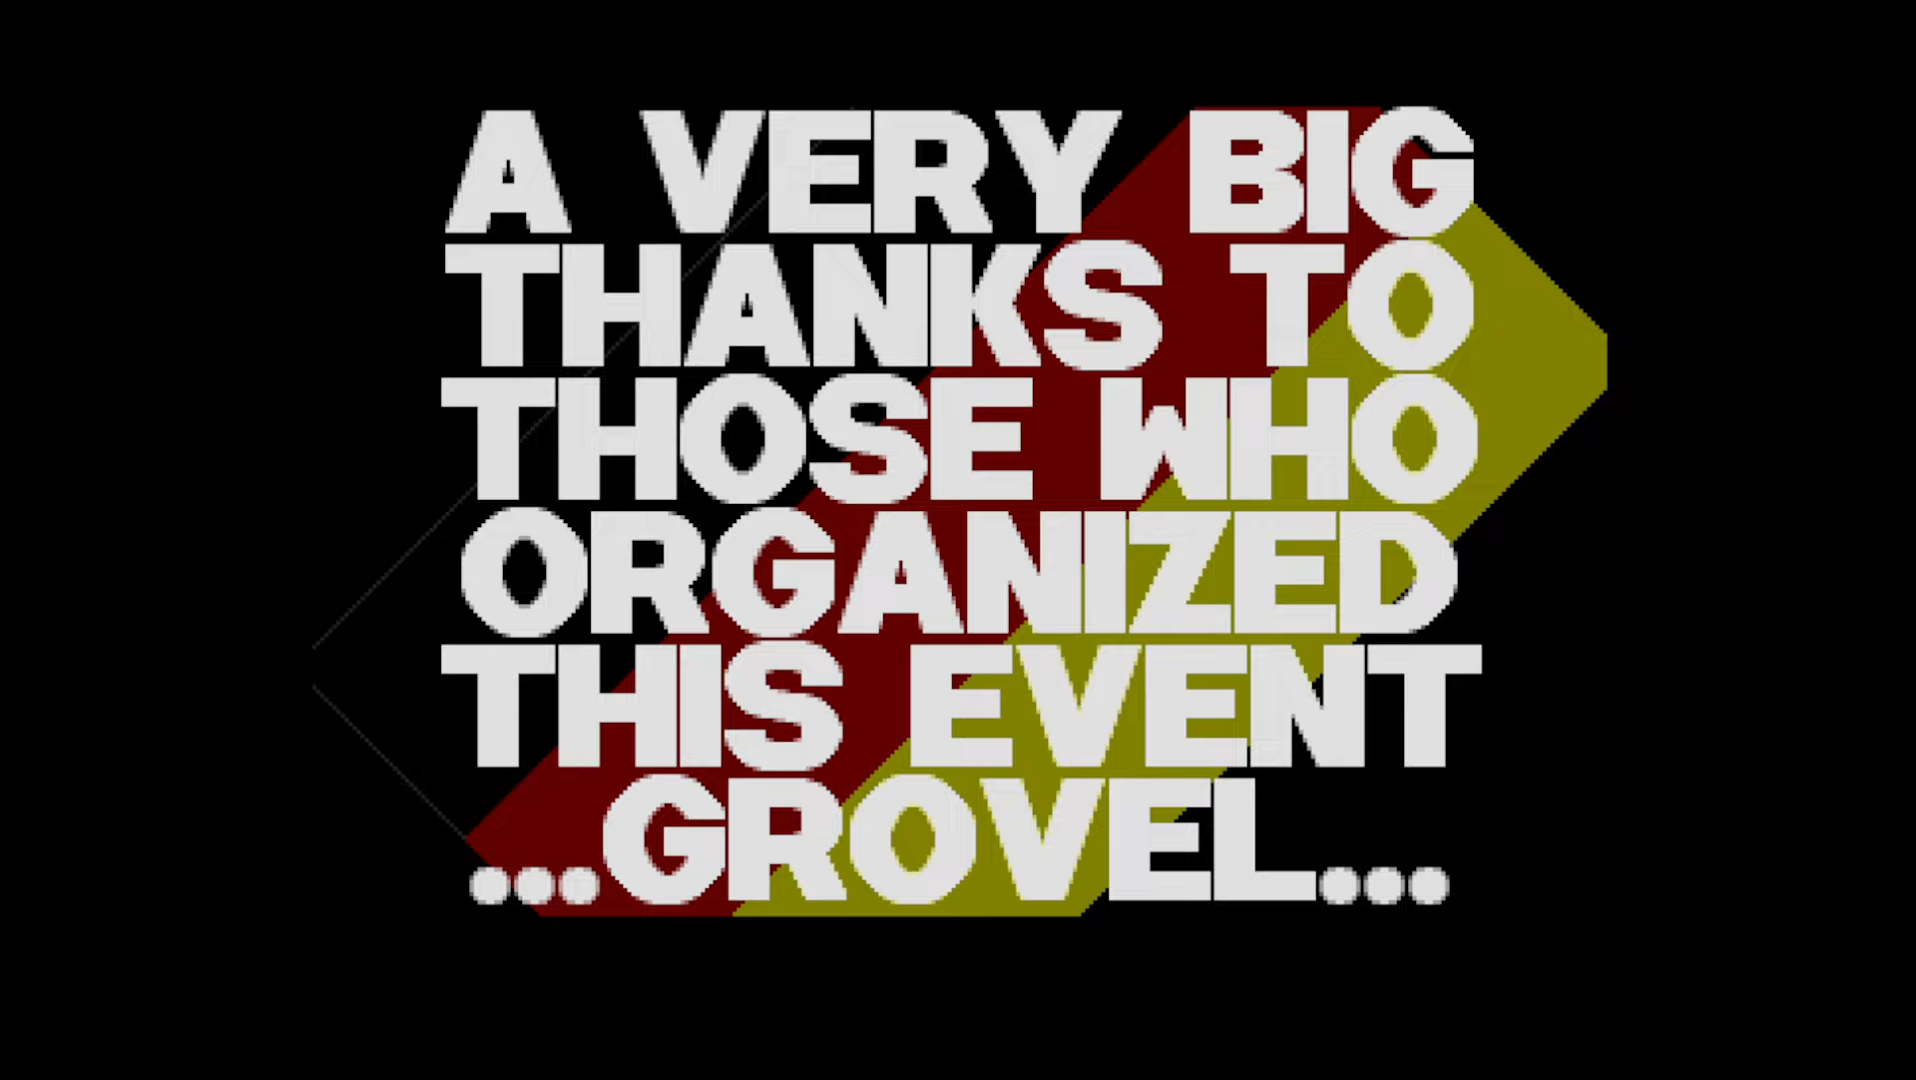 A VERY BIG
THANKS TO
THOSE WHO
ORGANIZED
THIS EVENT
...GROVEL...